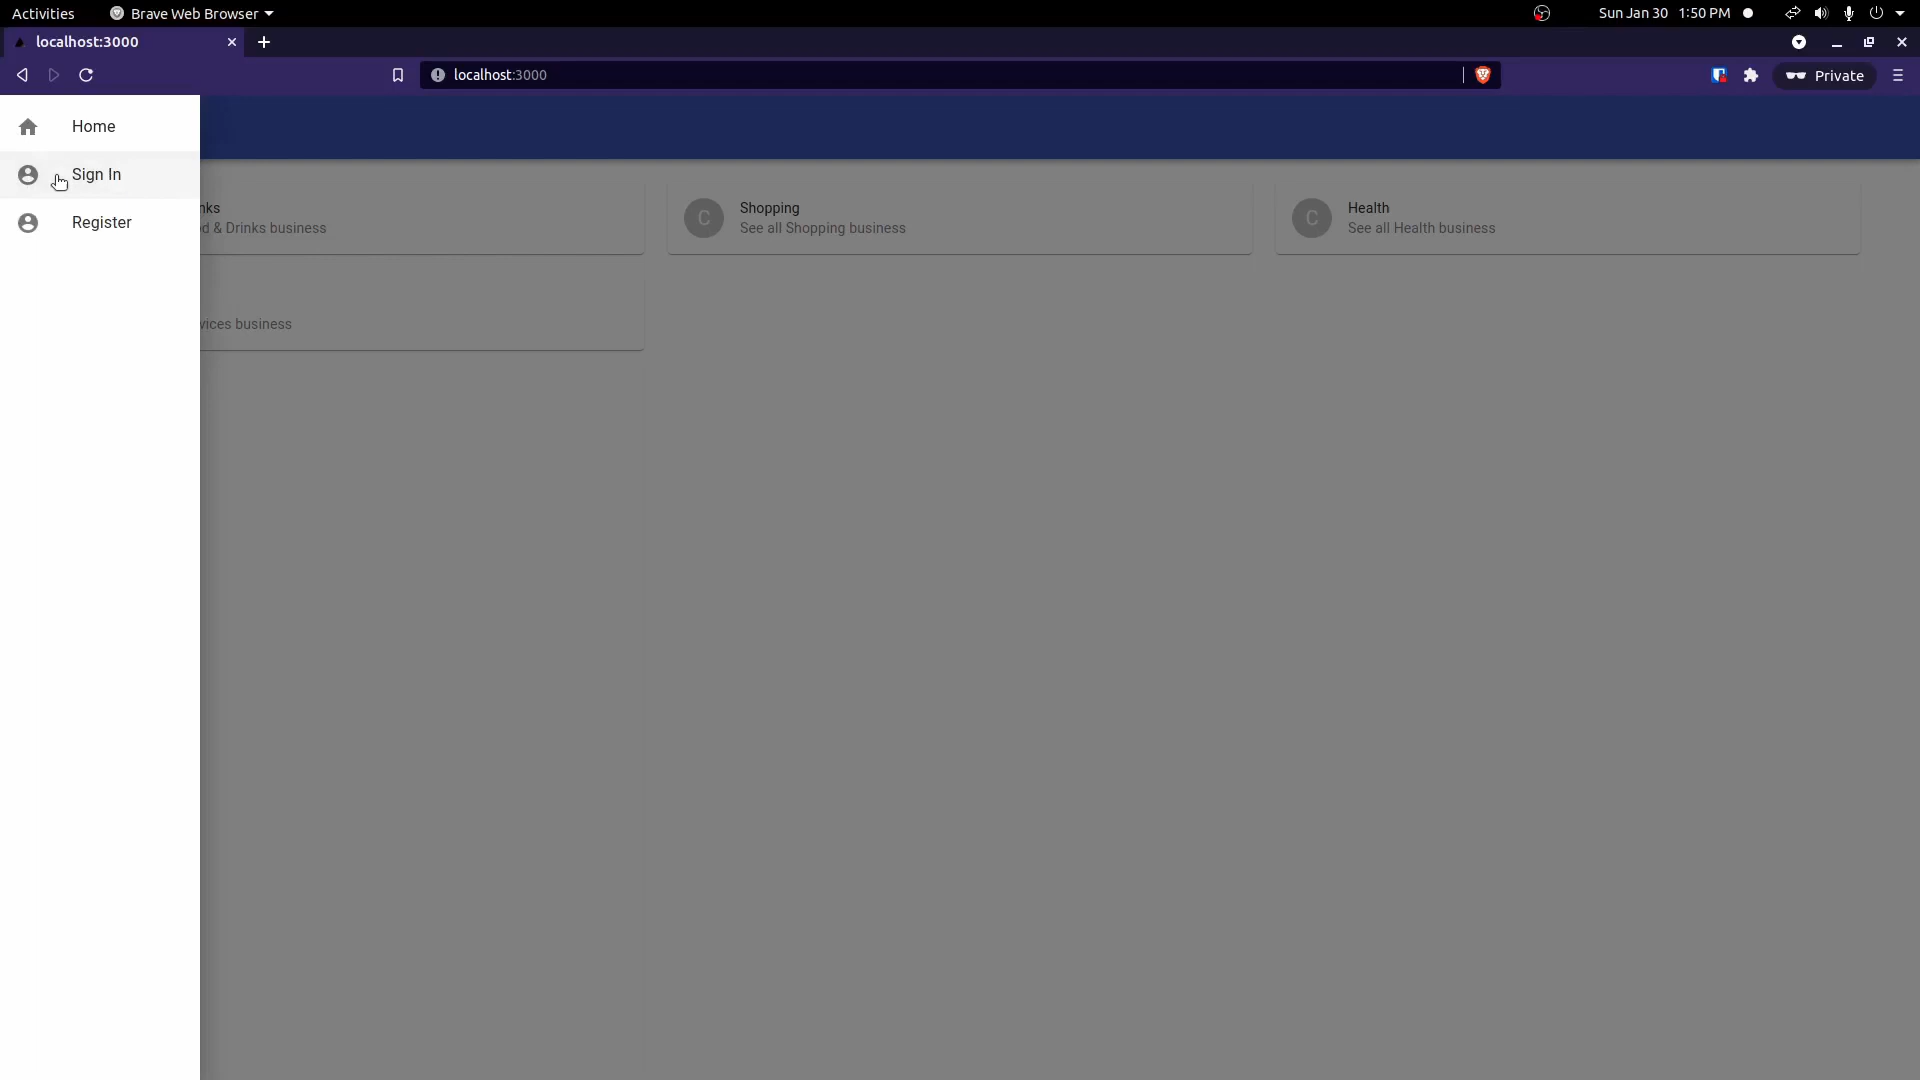 Activities Brave Web Browser Sun Jan 30 1:50 PM
localhost:3000
localhost:3000 Private
Home
Sign In
Register
nks
d & Drinks business
Shopping
See all Shopping business
Health
See all Health business
vices business
C
C